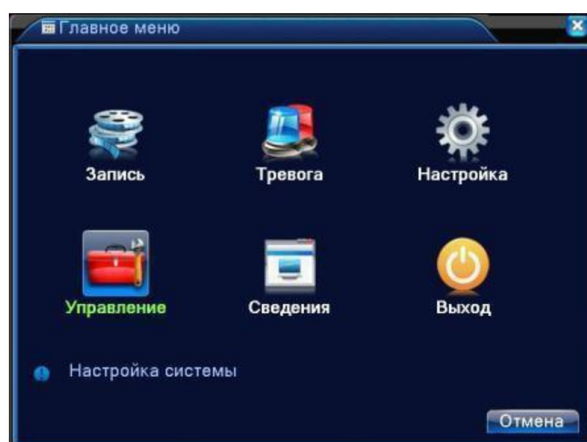 Главное меню
Запись Тревога Настройка
Управление Сведения Выход
Настройка системы
Отмена